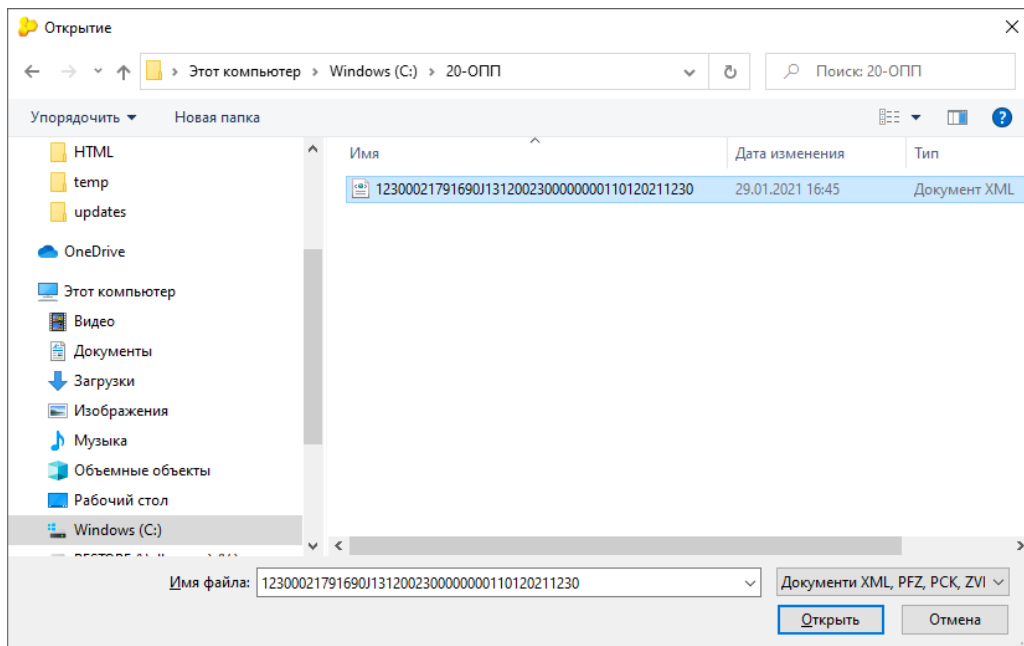 Открытие
Этот компьютер > Windows (C:) > 20-ОПП
Поиск: 20-ОПП
Упорядочить Новая папка
HTML
temp
updates
OneDrive
Этот компьютер
Видео
Документы
Загрузки
Изображения
Музыка
Объемные объекты
Рабочий стол
Windows (C:)
Имя Дата изменения Тип
12300021791690J1312002300000000110120211230 29.01.2021 16:45 Документ XML
Имя файла: 12300021791690J1312002300000000110120211230 Документи XML, PFZ, PCK, ZVI
Открыть Отмена